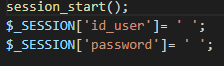 session_start();
$_SESSION['id_user']= ' ';
$_SESSION['password']= ' ';